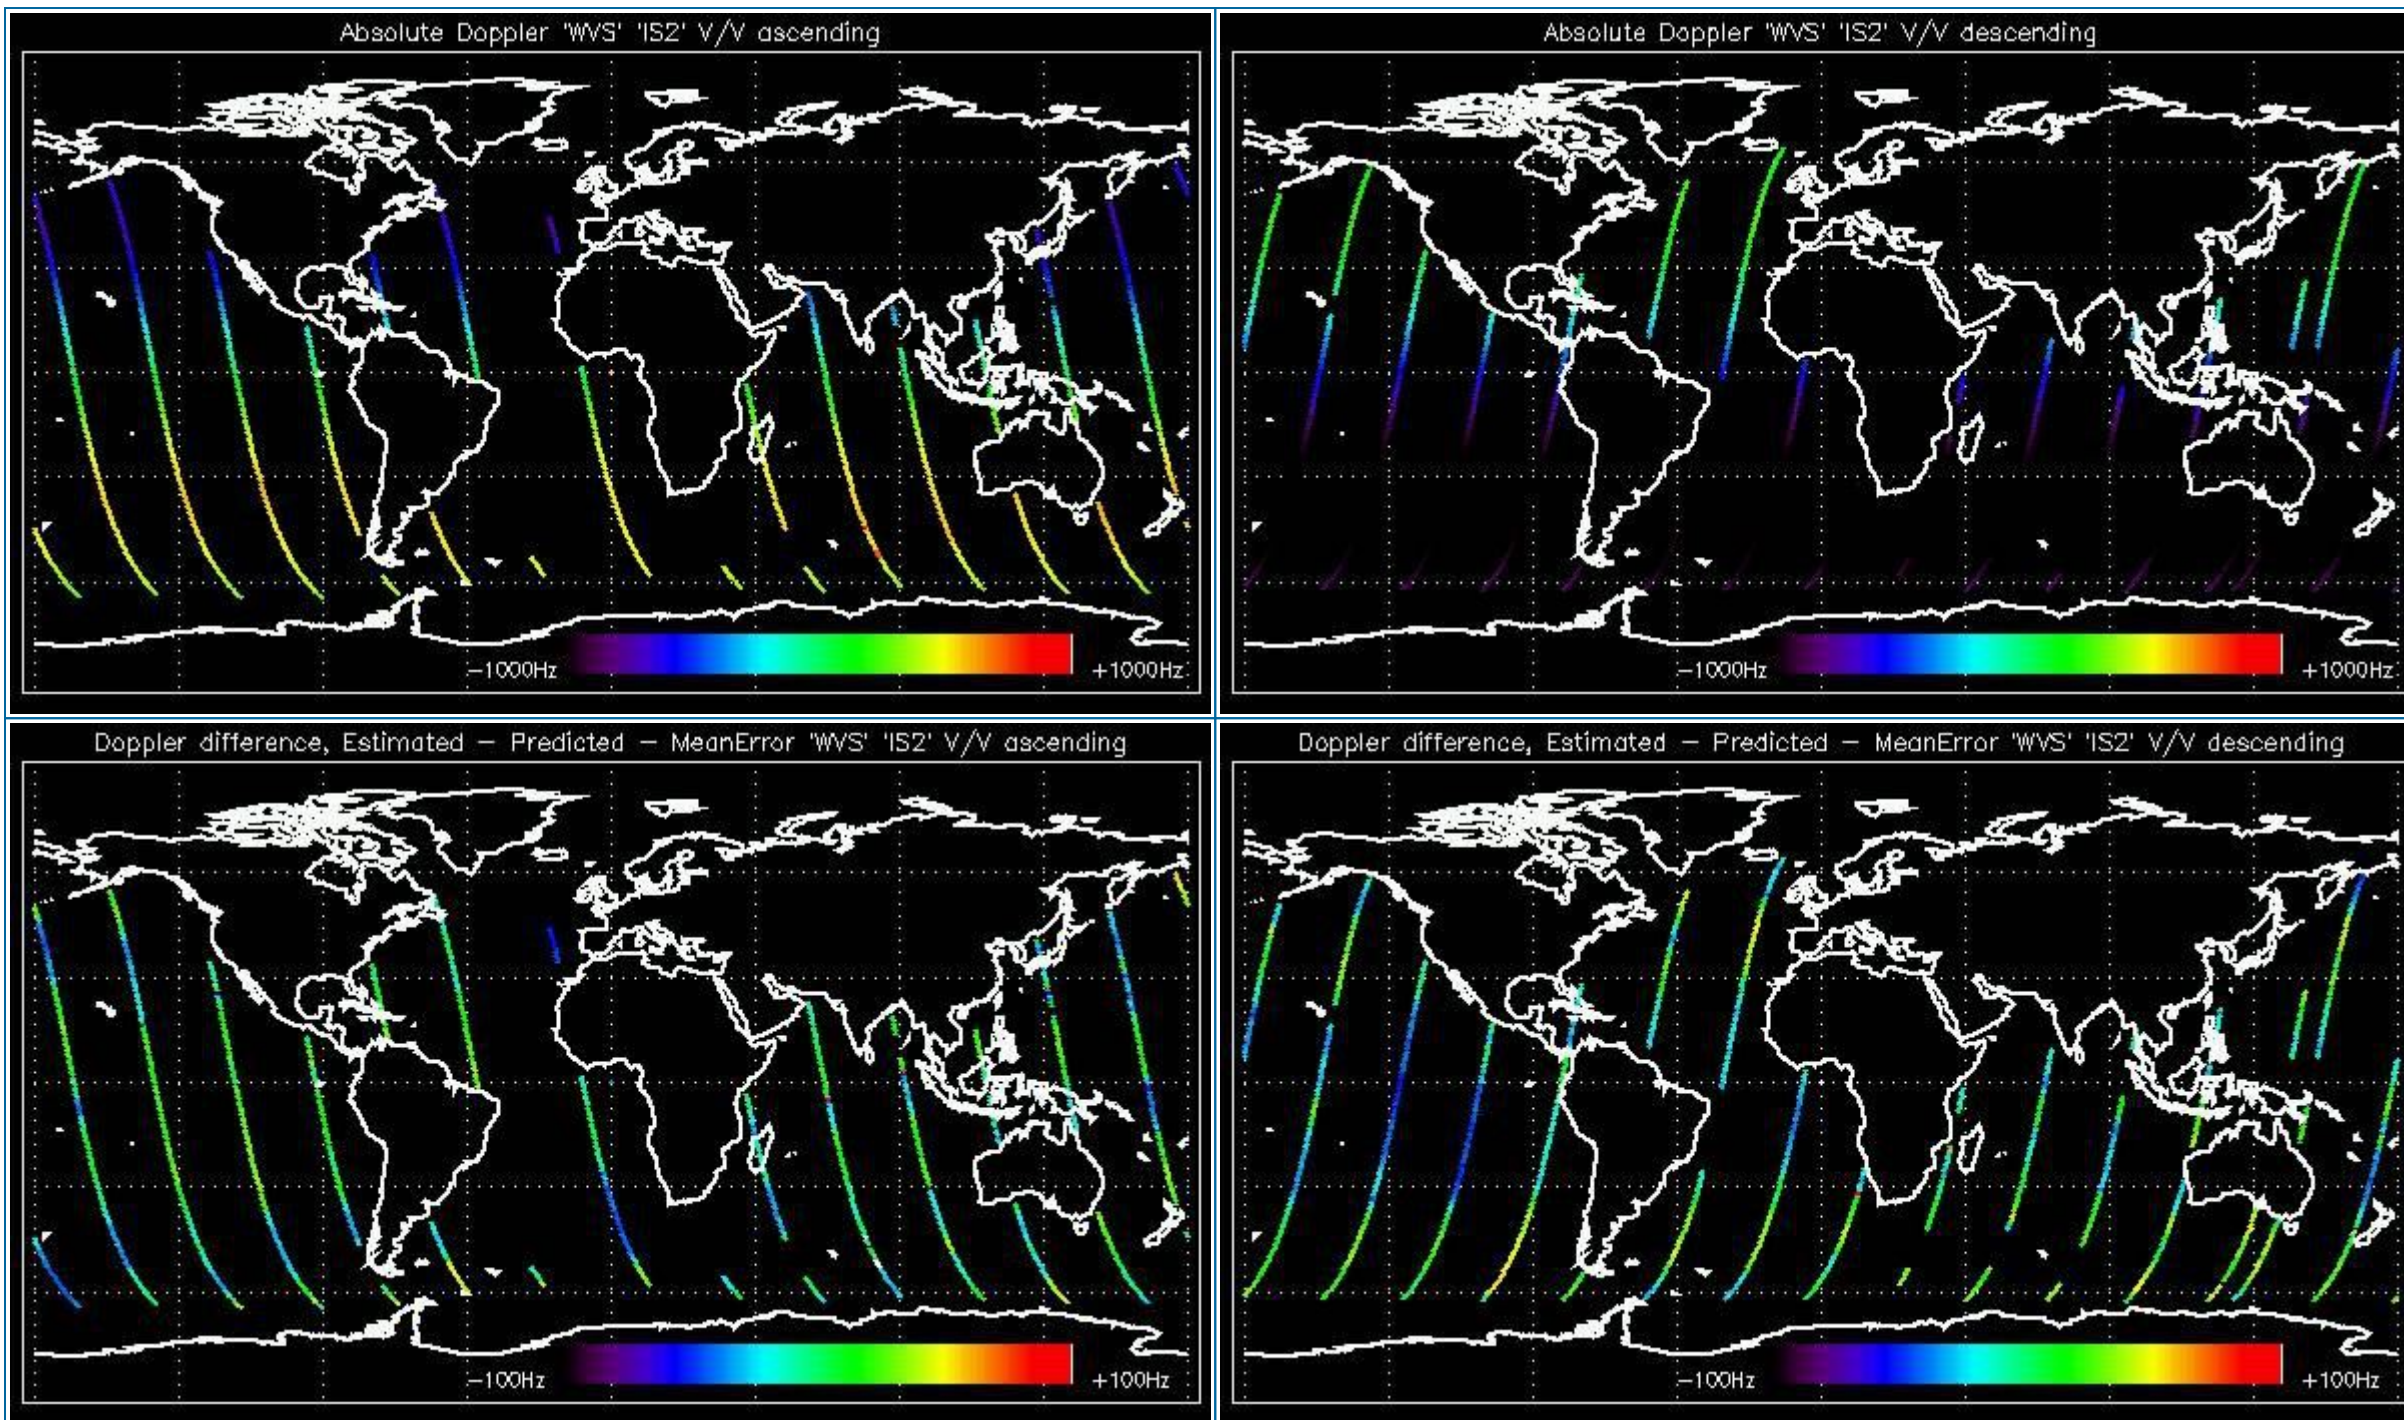 Absolute Doppler 'WVS' 'IS2' V/V ascending
-1000Hz
+1000Hz
Absolute Doppler 'WVS' 'IS2' V/V descending
-1000Hz
+1000Hz
Doppler difference, Estimated - Predicted - MeanError 'WVS' 'IS2' V/V ascending
-100Hz
+100Hz
Doppler difference, Estimated - Predicted - MeanError 'WVS' 'IS2' V/V descending
-100Hz
+100Hz